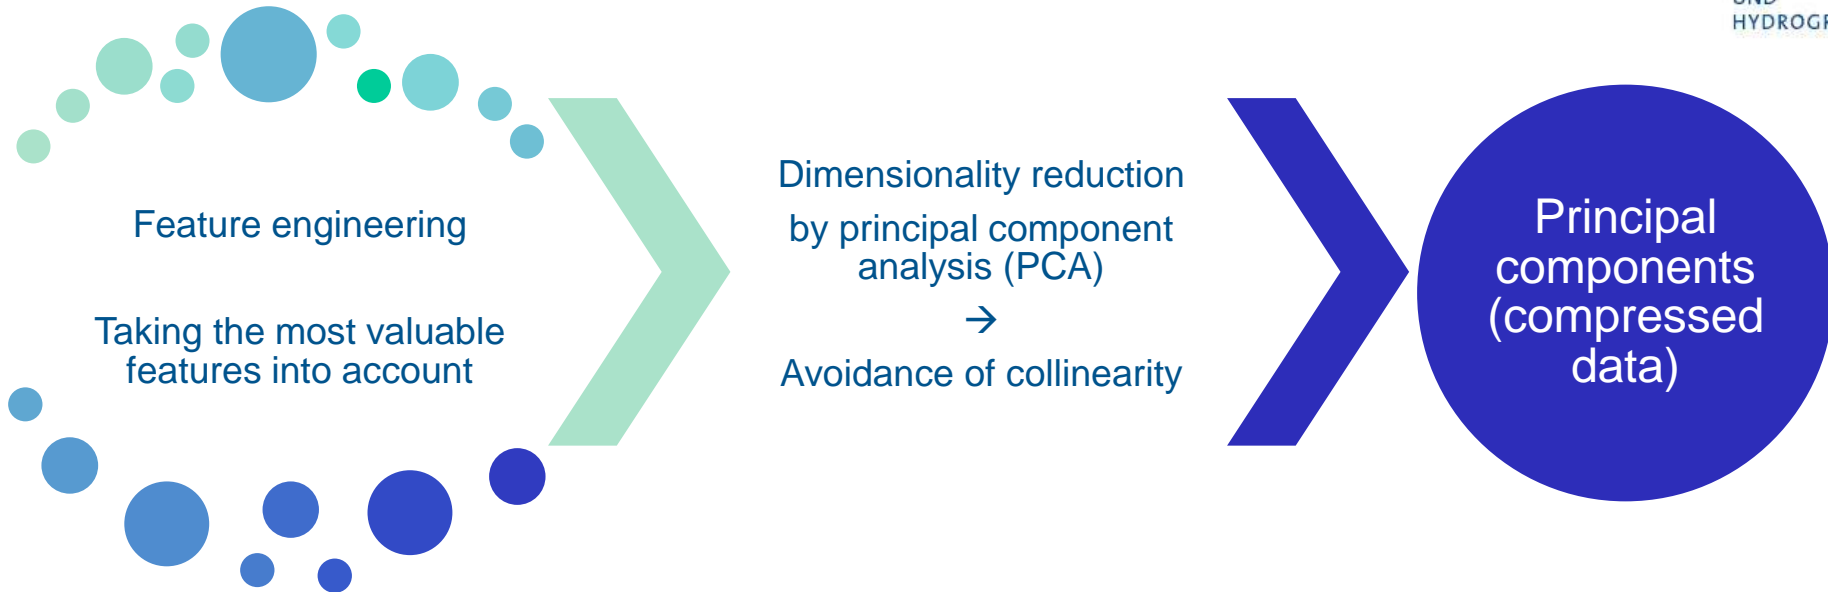 HYDROGR
Feature engineering
Taking the most valuable
features into account
Dimensionality reduction
by principal component
analysis (PCA)
→
Avoidance of collinearity
Principal
components
(compressed
data)